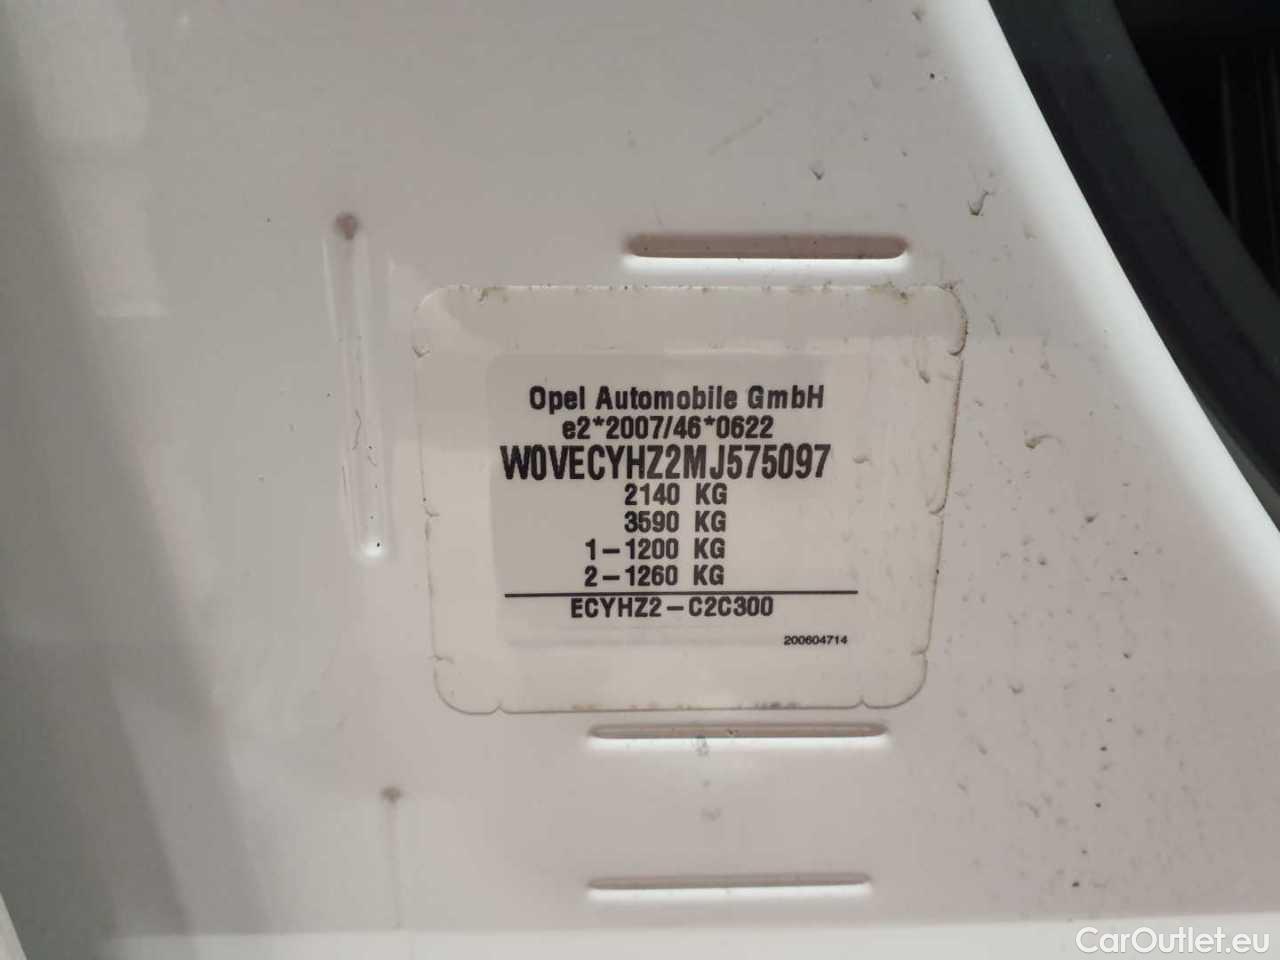 Opel Automobile GmbH
e2*2007/46*0622
W0VECYHZ2MJ575097
2140 KG
3590 KG
1-1200 KG
2-1260 KG
ECYHZ2-C2C300
200604714
CarOutlet.eu